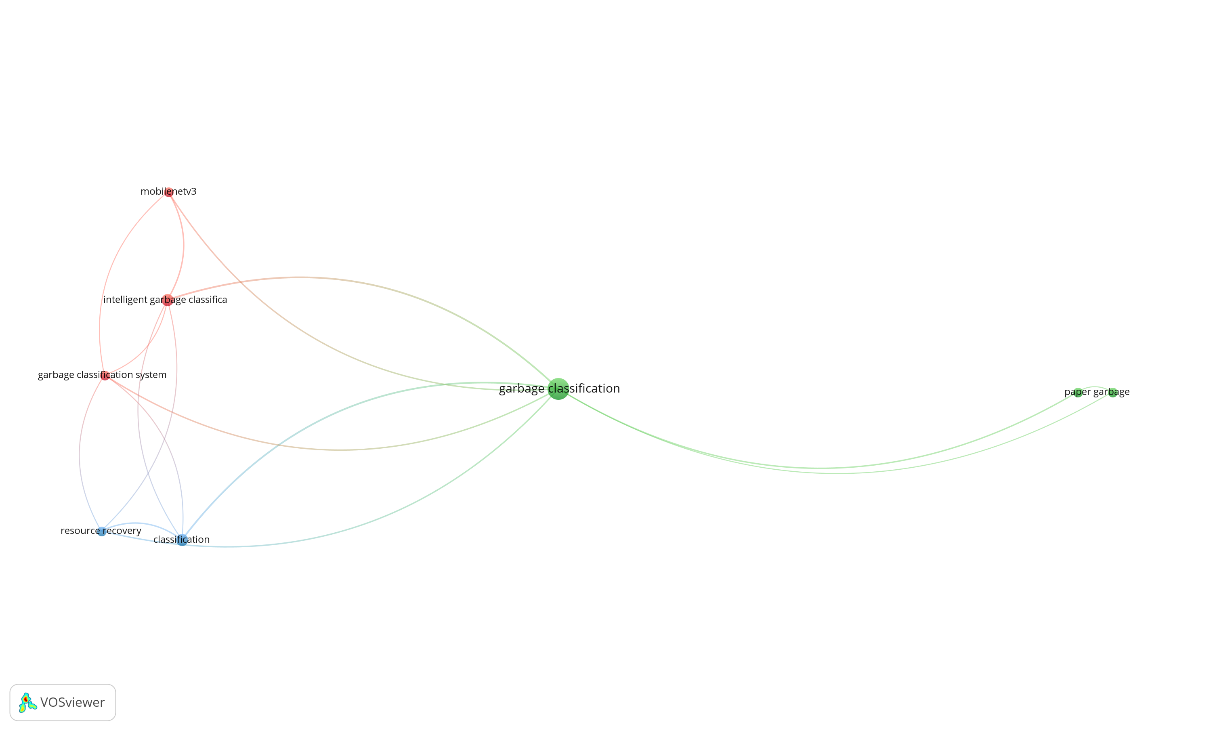 mobilenetv3
intelligent garbage classifica
garbage classification system
garbage classification
paper garbage
resource recovery
classification
VOSviewer